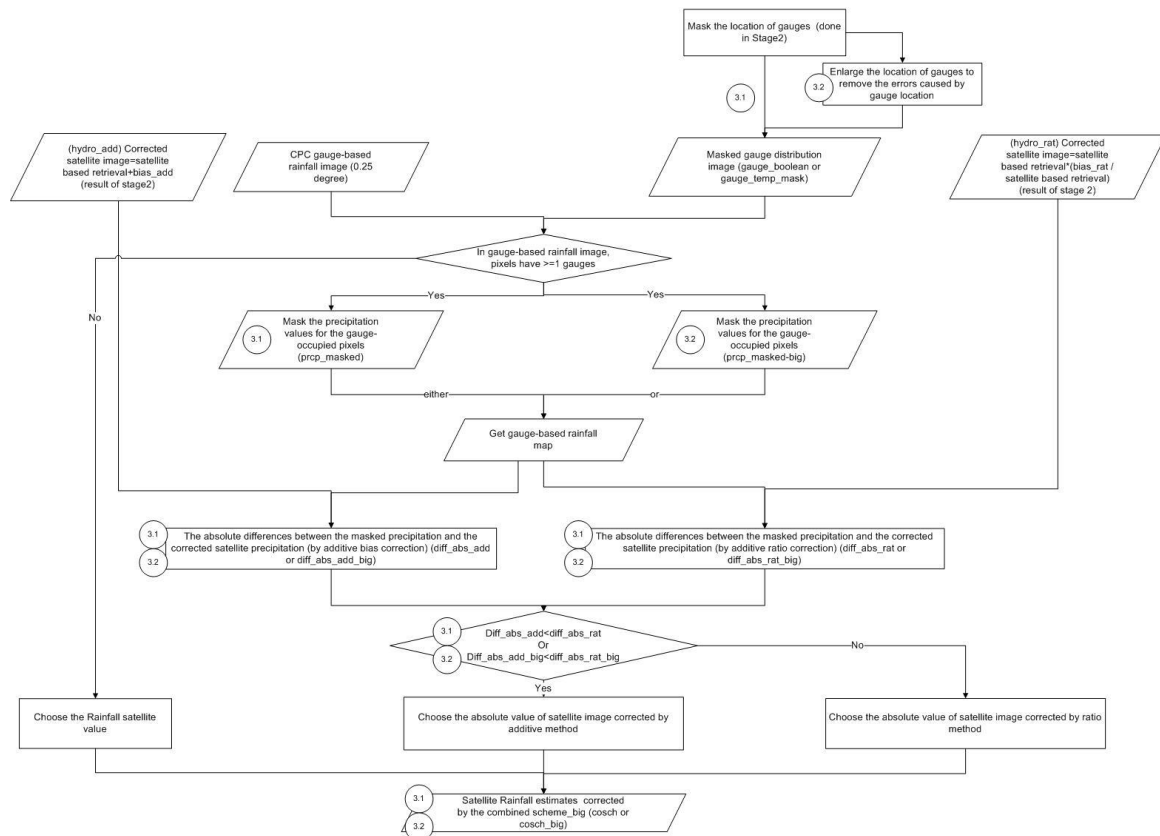 Mask the location of gauges (done
in Stage2)
3.1
3.2
Enlarge the location of gauges to
remove the errors caused by
gauge location
(hydro_add) Corrected
satellite image=satellite
based retrieval+bias_add
(result of stage2)
CPC gauge-based
rainfall image (0.25
degree)
Masked gauge distribution
image (gauge_boolean or
gauge_temp_mask)
(hydro_rat) Corrected
satellite image=satellite
based retrieval*(bias_rat /
satellite based retrieval)
(result of stage 2)
In gauge-based rainfall image,
pixels have >=1 gauges
No
Yes
Yes
3.1
Mask the precipitation
values for the gauge-
occupied pixels
(prcp_masked)
3.2
Mask the precipitation
values for the gauge-
occupied pixels
(prcp_masked-big)
either
or
Get gauge-based rainfall
map
3.1
3.2
The absolute differences between the masked precipitation and the
corrected satellite precipitation (by additive bias correction) (diff_abs_add
or diff_abs_add_big)
3.1
3.2
The absolute differences between the masked precipitation and the corrected
satellite precipitation (by additive ratio correction) (diff_abs_rat or
diff_abs_rat_big)
3.1
3.2
Diff_abs_add<diff_abs_rat
Or
Diff_abs_add_big<diff_abs_rat_big
No
Yes
Choose the Rainfall satellite
value
Choose the absolute value of satellite image corrected by
additive method
Choose the absolute value of satellite image corrected by ratio
method
3.1
3.2
Satellite Rainfall estimates corrected
by the combined scheme_big (cosch or
cosch_big)